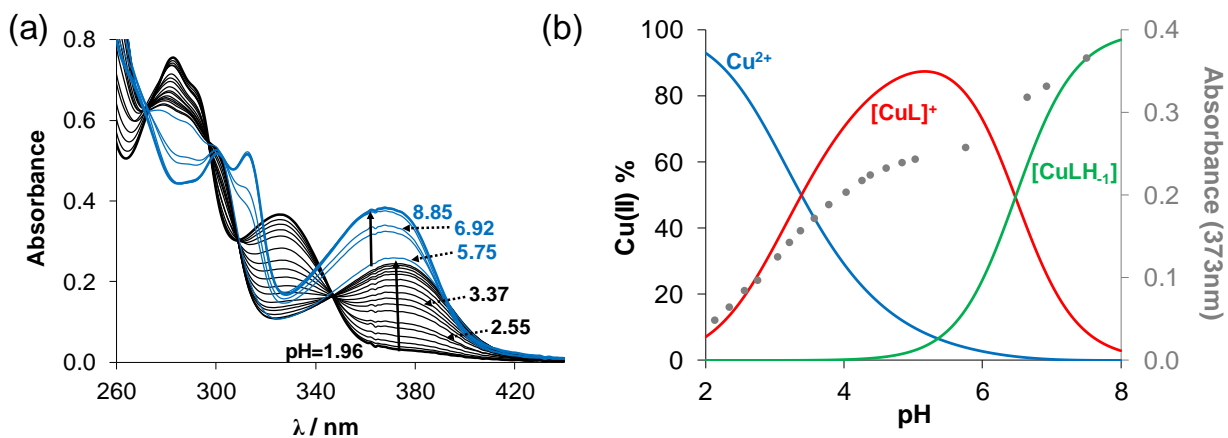 (a)
0.8
0.6
0.4
0.2
0.0
Absorbance
260
300
340
380
420
λ / nm
8.85
6.92
5.75
3.37
2.55
pH=1.96
(b)
100
80
60
40
20
0
Cu(II) %
2
4
6
8
pH
Cu²⁺
[CuL]⁺
[CuLH₋₁]
0.4
0.3
0.2
0.1
0.0
Absorbance (373nm)